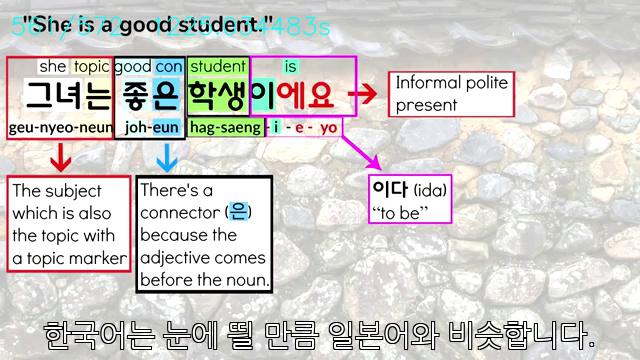 "She is a good student."
she topic good con student is
그녀는 좋은 학생이에요
geu-nyeo-neun joh-eun hag-saeng - i - e - yo
Informal polite
present
The subject
which is also
the topic with
a topic marker
There's a
connector (은)
because the
adjective comes
before the noun.
이다 (ida)
“to be”
한국어는 눈에 띌 만큼 일본어와 비슷합니다.